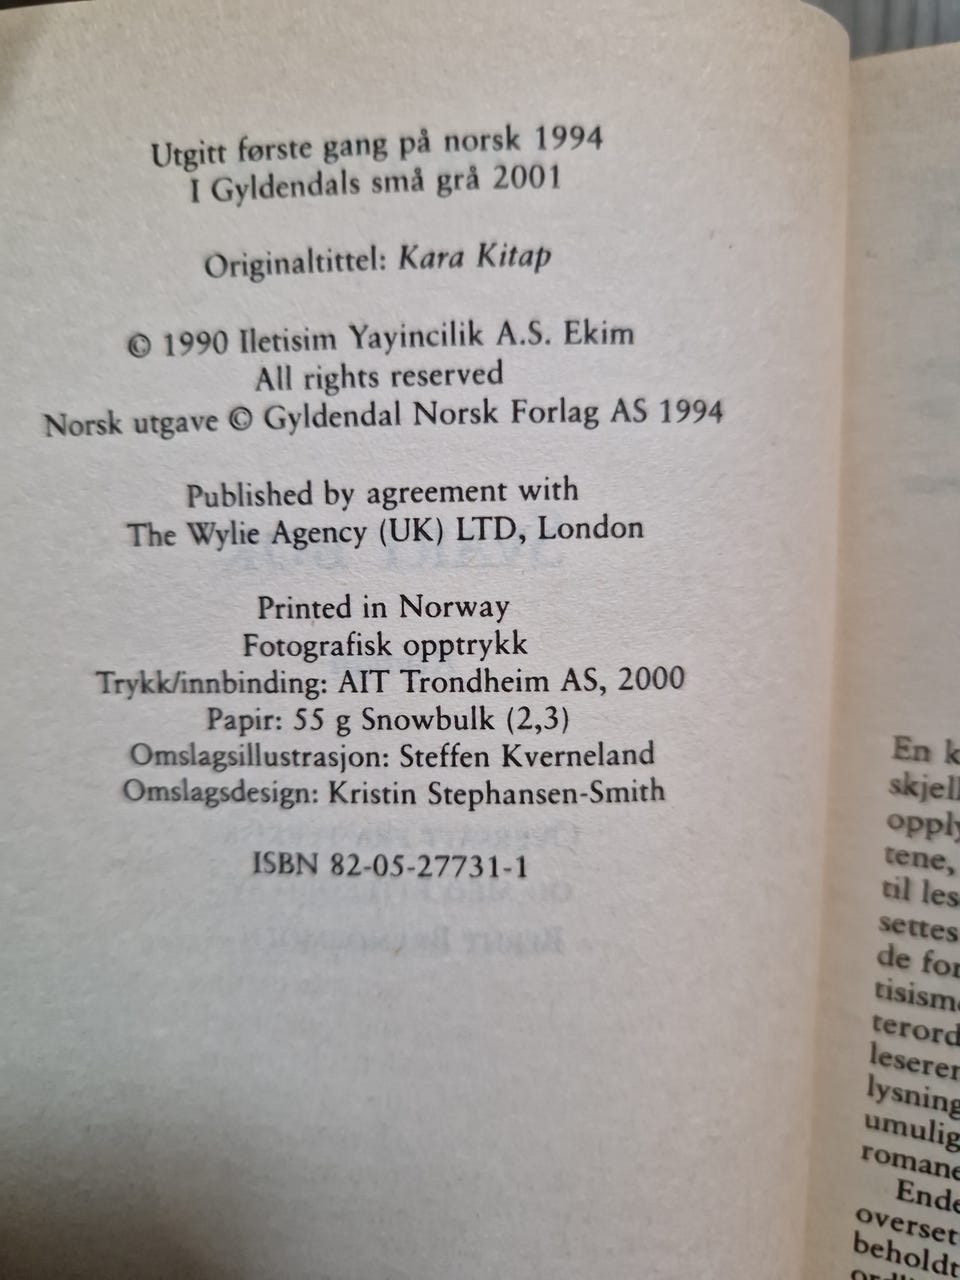 Utgitt første gang på norsk 1994
I Gyldendals små grå 2001
Originaltittel: Kara Kitap
© 1990 Iletisim Yayincilik A.S. Ekim
All rights reserved
Norsk utgave © Gyldendal Norsk Forlag AS 1994
Published by agreement with
The Wylie Agency (UK) LTD, London
Printed in Norway
Fotografisk opptrykk
Trykk/innbinding: AIT Trondheim AS, 2000
Papir: 55 g Snowbulk (2,3)
Omslagsillustrasjon: Steffen Kverneland
Omslagsdesign: Kristin Stephansen-Smith
ISBN 82-05-27731-1
En k
skjell
opply
tene,
til les
settes
de for
tisism
terord
leserer
lysning
umulig
romane
Ende
overset
beholdt